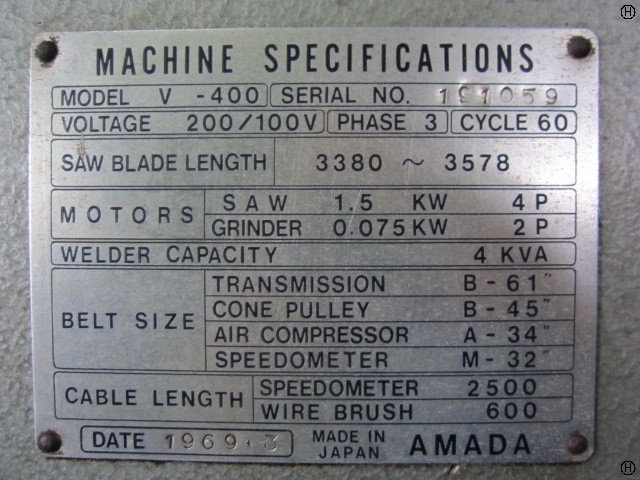 MACHINE SPECIFICATIONS
MODEL V -400 SERIAL NO. 191059
VOLTAGE 200/100V PHASE 3 CYCLE 60
SAW BLADE LENGTH 3380 ~ 3578
MOTORS SAW 1.5 KW 4 P
GRINDER 0.075 KW 2 P
WELDER CAPACITY 4 KVA
BELT SIZE TRANSMISSION B - 61"
CONE PULLEY B - 45"
AIR COMPRESSOR A - 34"
SPEEDOMETER M - 32"
CABLE LENGTH SPEEDOMETER 2500
WIRE BRUSH 600
DATE 1969.3 MADE IN JAPAN AMADA
H
H